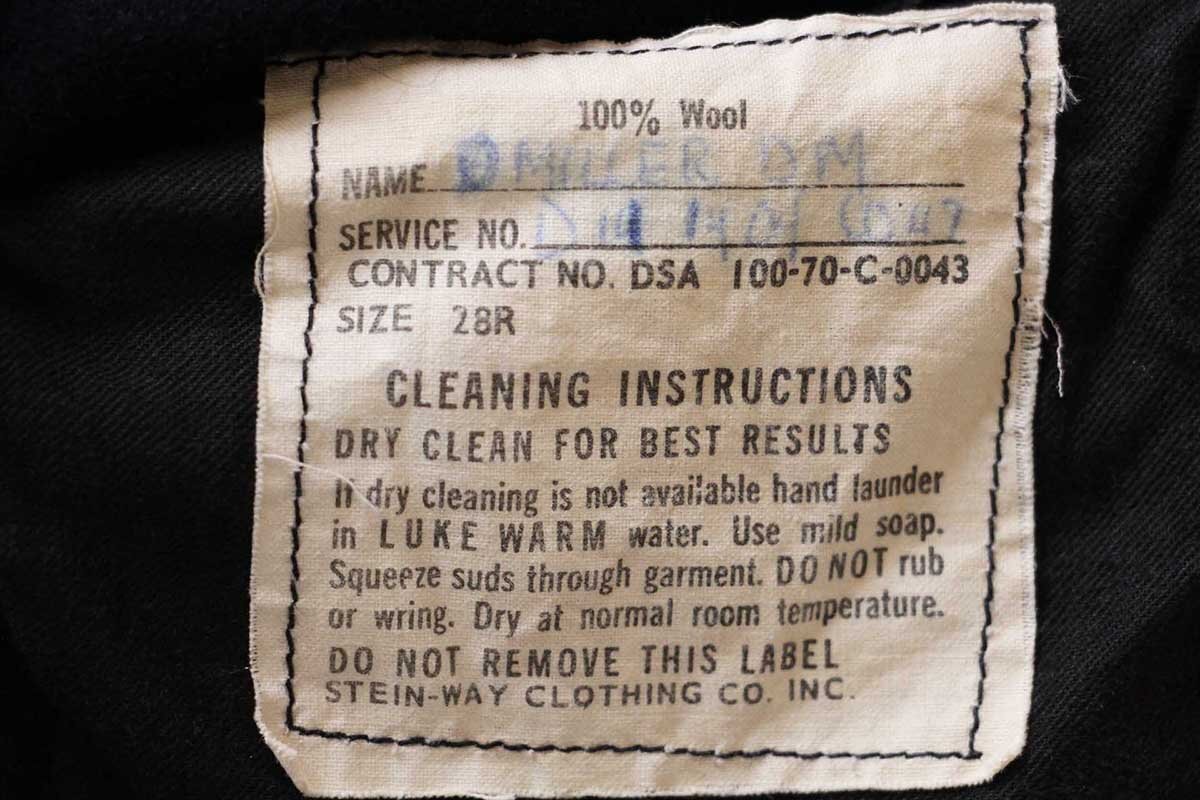 100% Wool
NAME MILLER DM
SERVICE NO.
CONTRACT NO. DSA 100-70-C-0043
SIZE 28R
CLEANING INSTRUCTIONS
DRY CLEAN FOR BEST RESULTS
If dry cleaning is not available hand launder
in LUKE WARM water. Use mild soap.
Squeeze suds through garment. DO NOT rub
or wring. Dry at normal room temperature.
DO NOT REMOVE THIS LABEL
STEIN-WAY CLOTHING CO. INC.